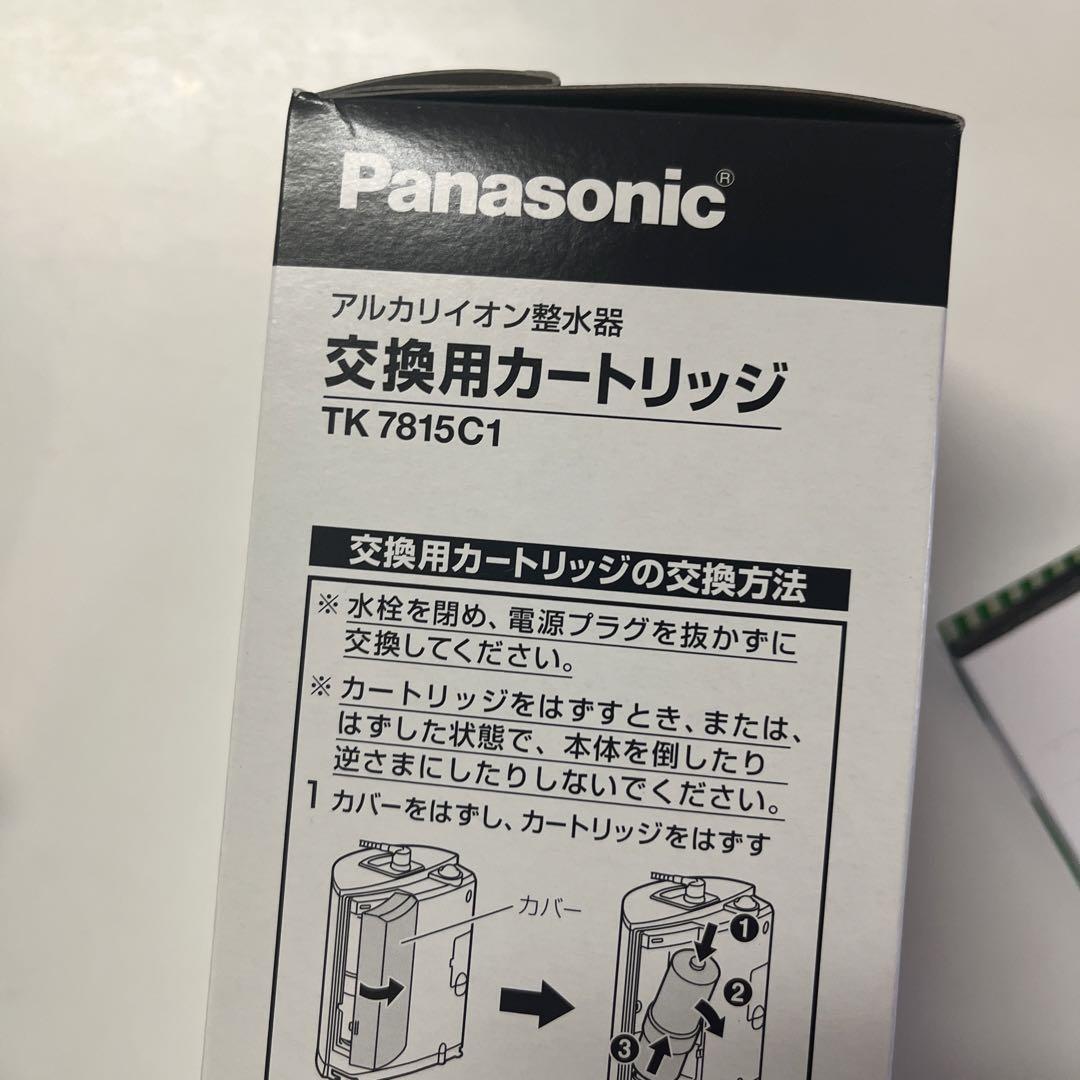 Panasonic®
アルカリイオン整水器
交換用カートリッジ
TK 7815C1
交換用カートリッジの交換方法
※ 水栓を閉め、電源プラグを抜かずに
交換してください。
※ カートリッジをはずすとき、または、
はずした状態で、本体を倒したり
逆さまにしたりしないでください。
1 カバーをはずし、カートリッジをはずす
カバー
❶
❷
❸